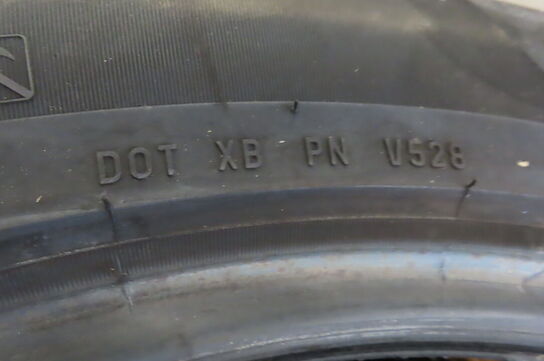 DOT XB PN V528